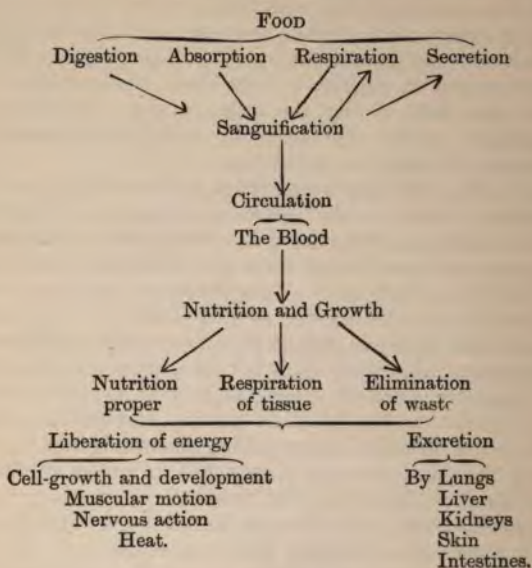 FOOD
Digestion Absorption Respiration Secretion
Sanguification
Circulation
The Blood
Nutrition and Growth
Nutrition proper
Respiration of tissue
Elimination of waste
Liberation of energy
Cell-growth and development
Muscular motion
Nervous action
Heat.
Excretion
By Lungs
Liver
Kidneys
Skin
Intestines.